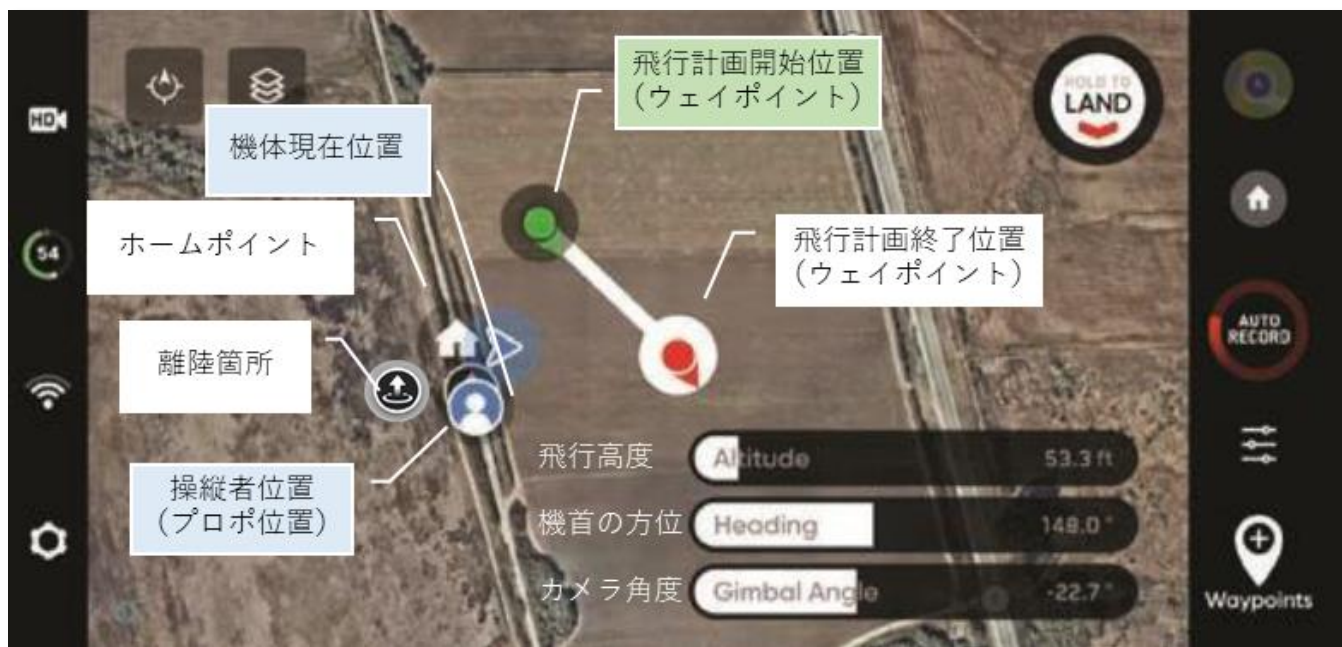 飛行計画開始位置
(ウェイポイント)
HOLD TO
LAND
HD
機体現在位置
ホームポイント
54
飛行計画終了位置
(ウェイポイント)
AUTO
RECORD
離陸箇所
操縦者位置
(プロポ位置)
飛行高度 Altitude 53.3 ft
機首の方位 Heading 148.0 °
カメラ角度 Gimbal Angle -22.7 °
Waypoints